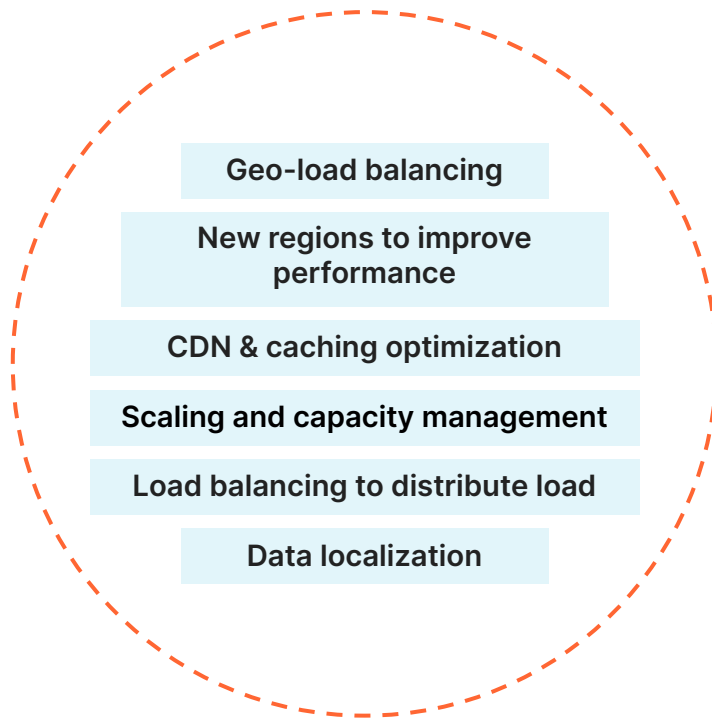 Geo-load balancing
New regions to improve
performance
CDN & caching optimization
Scaling and capacity management
Load balancing to distribute load
Data localization